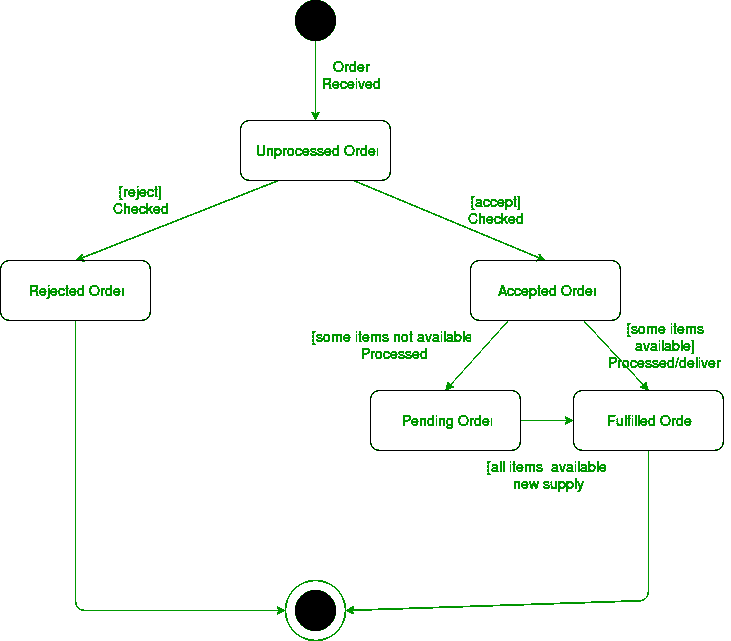 Order
Received
Unprocessed Order
[reject]
Checked
[accept]
Checked
Rejected Order
Accepted Order
[some items not available
Processed
[some items
available]
Processed/deliver
Pending Order
Fulfilled Orde
[all items available
new supply